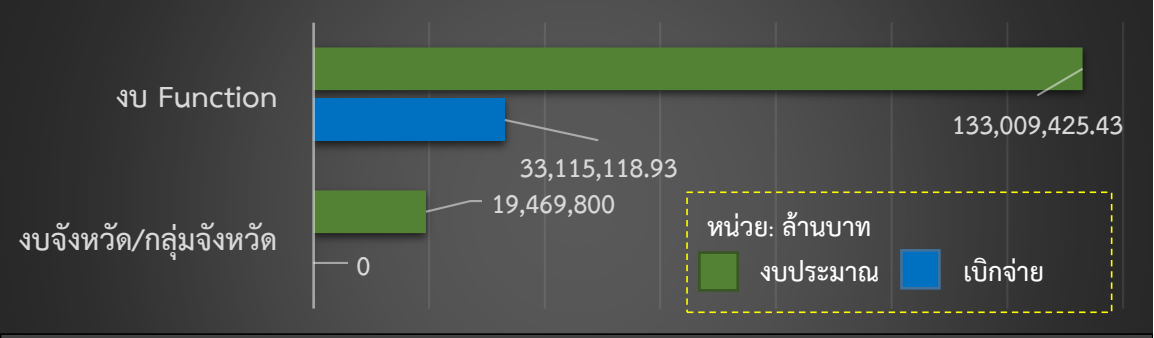 งบ Function
133,009,425.43
33,115,118.93
งบจังหวัด/กลุ่มจังหวัด
19,469,800
0
หน่วย: ล้านบาท
งบประมาณ เบิกจ่าย